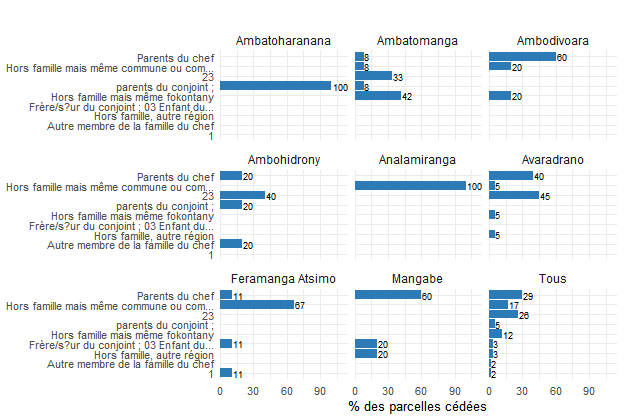 Ambatoharanana Ambatomanga Ambodivoara
Parents du chef 8 60
Hors famille mais même commune ou com... 8 20
23 33
parents du conjoint ; 100 8
Hors famille mais même fokontany 42 20
Frère/s?ur du conjoint ; 03 Enfant du...
Hors famille, autre région
Autre membre de la famille du chef
1
Ambohidrony Analamiranga Avaradrano
Parents du chef 20 40
Hors famille mais même commune ou com... 100 5
23 40 45
parents du conjoint ; 20
Hors famille mais même fokontany 5
Frère/s?ur du conjoint ; 03 Enfant du...
Hors famille, autre région 5
Autre membre de la famille du chef 20
1
Feramanga Atsimo Mangabe Tous
Parents du chef 11 60 29
Hors famille mais même commune ou com... 67 17
23 26
parents du conjoint ; 5
Hors famille mais même fokontany 12
Frère/s?ur du conjoint ; 03 Enfant du... 11 20 3
Hors famille, autre région 20 3
Autre membre de la famille du chef 2
1 11 2
0 30 60 90 0 30 60 90 0 30 60 90
% des parcelles cédées